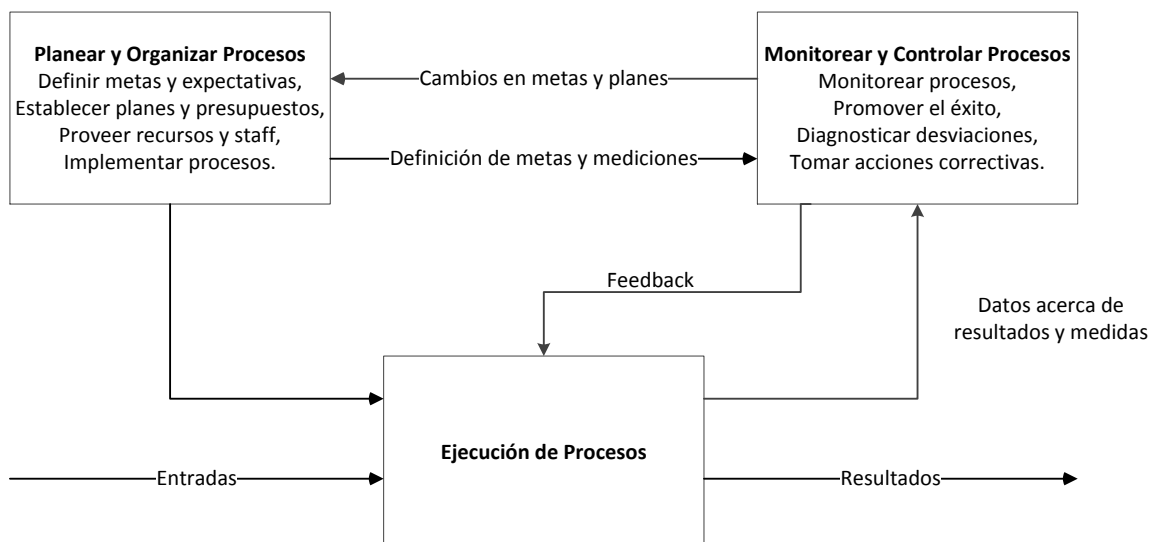 Planear y Organizar Procesos
Definir metas y expectativas,
Establecer planes y presupuestos,
Proveer recursos y staff,
Implementar procesos.
Cambios en metas y planes
Definición de metas y mediciones
Monitorear y Controlar Procesos
Monitorear procesos,
Promover el éxito,
Diagnosticar desviaciones,
Tomar acciones correctivas.
Feedback
Datos acerca de
resultados y medidas
Ejecución de Procesos
Entradas
Resultados